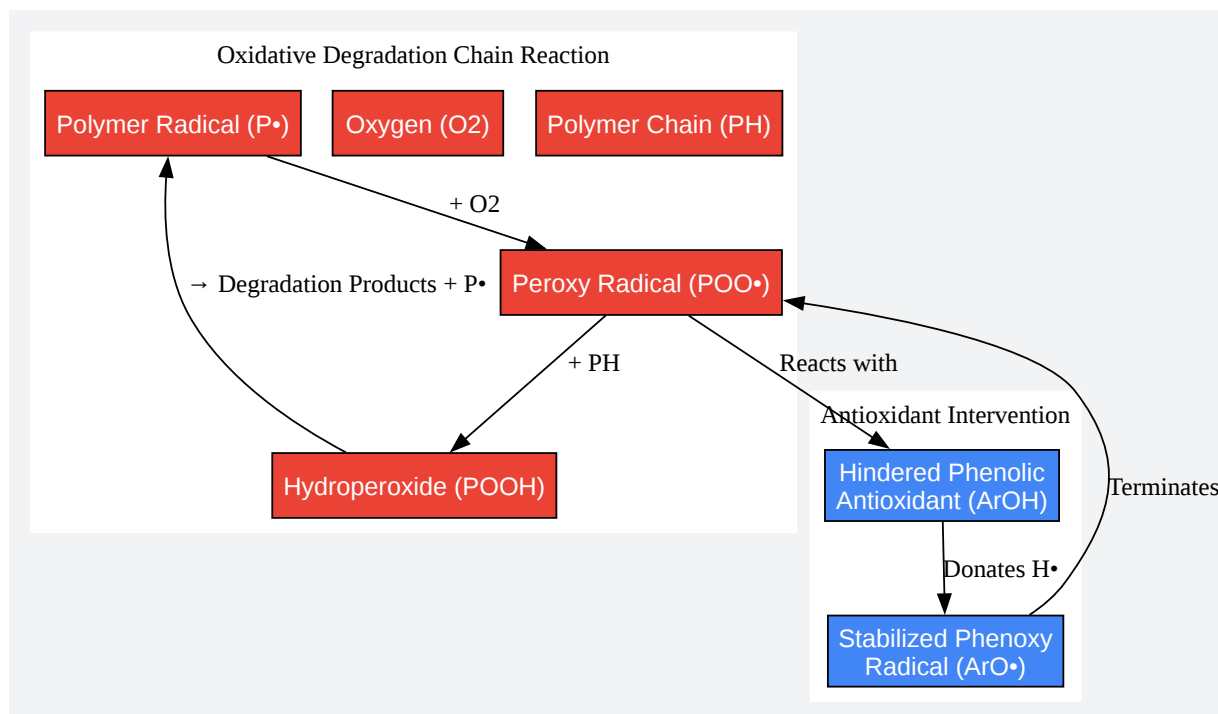 Oxidative Degradation Chain Reaction
Polymer Radical (P•)
Oxygen (O2)
Polymer Chain (PH)
+ O2
→ Degradation Products + P•
Peroxy Radical (POO•)
+ PH
Reacts with
Antioxidant Intervention
Hydroperoxide (POOH)
Hindered Phenolic
Antioxidant (ArOH)
Terminates
Donates H•
Stabilized Phenoxy
Radical (ArO•)